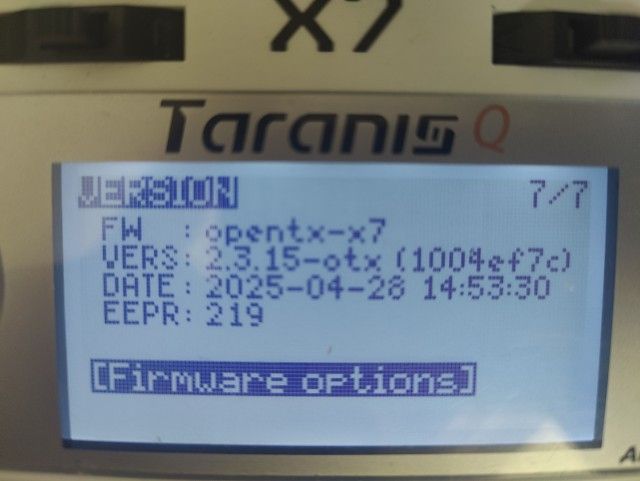 X7
Taranis Q
VERSION 7/7
FW : opentx-x7
VERS: 2.3.15-otx (1004ef7c)
DATE: 2025-04-28 14:53:30
EEPR: 219
[Firmware options]